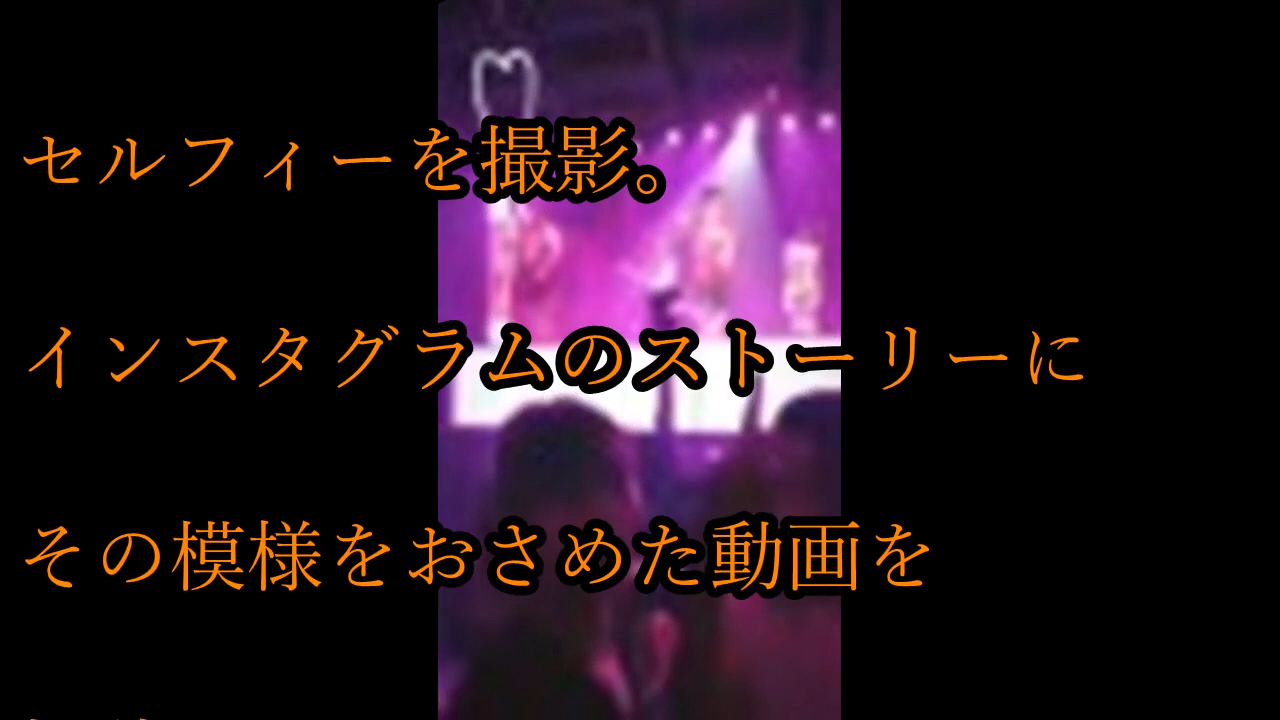 セルフィーを撮影。
インスタグラムのストーリーに
その模様をおさめた動画を